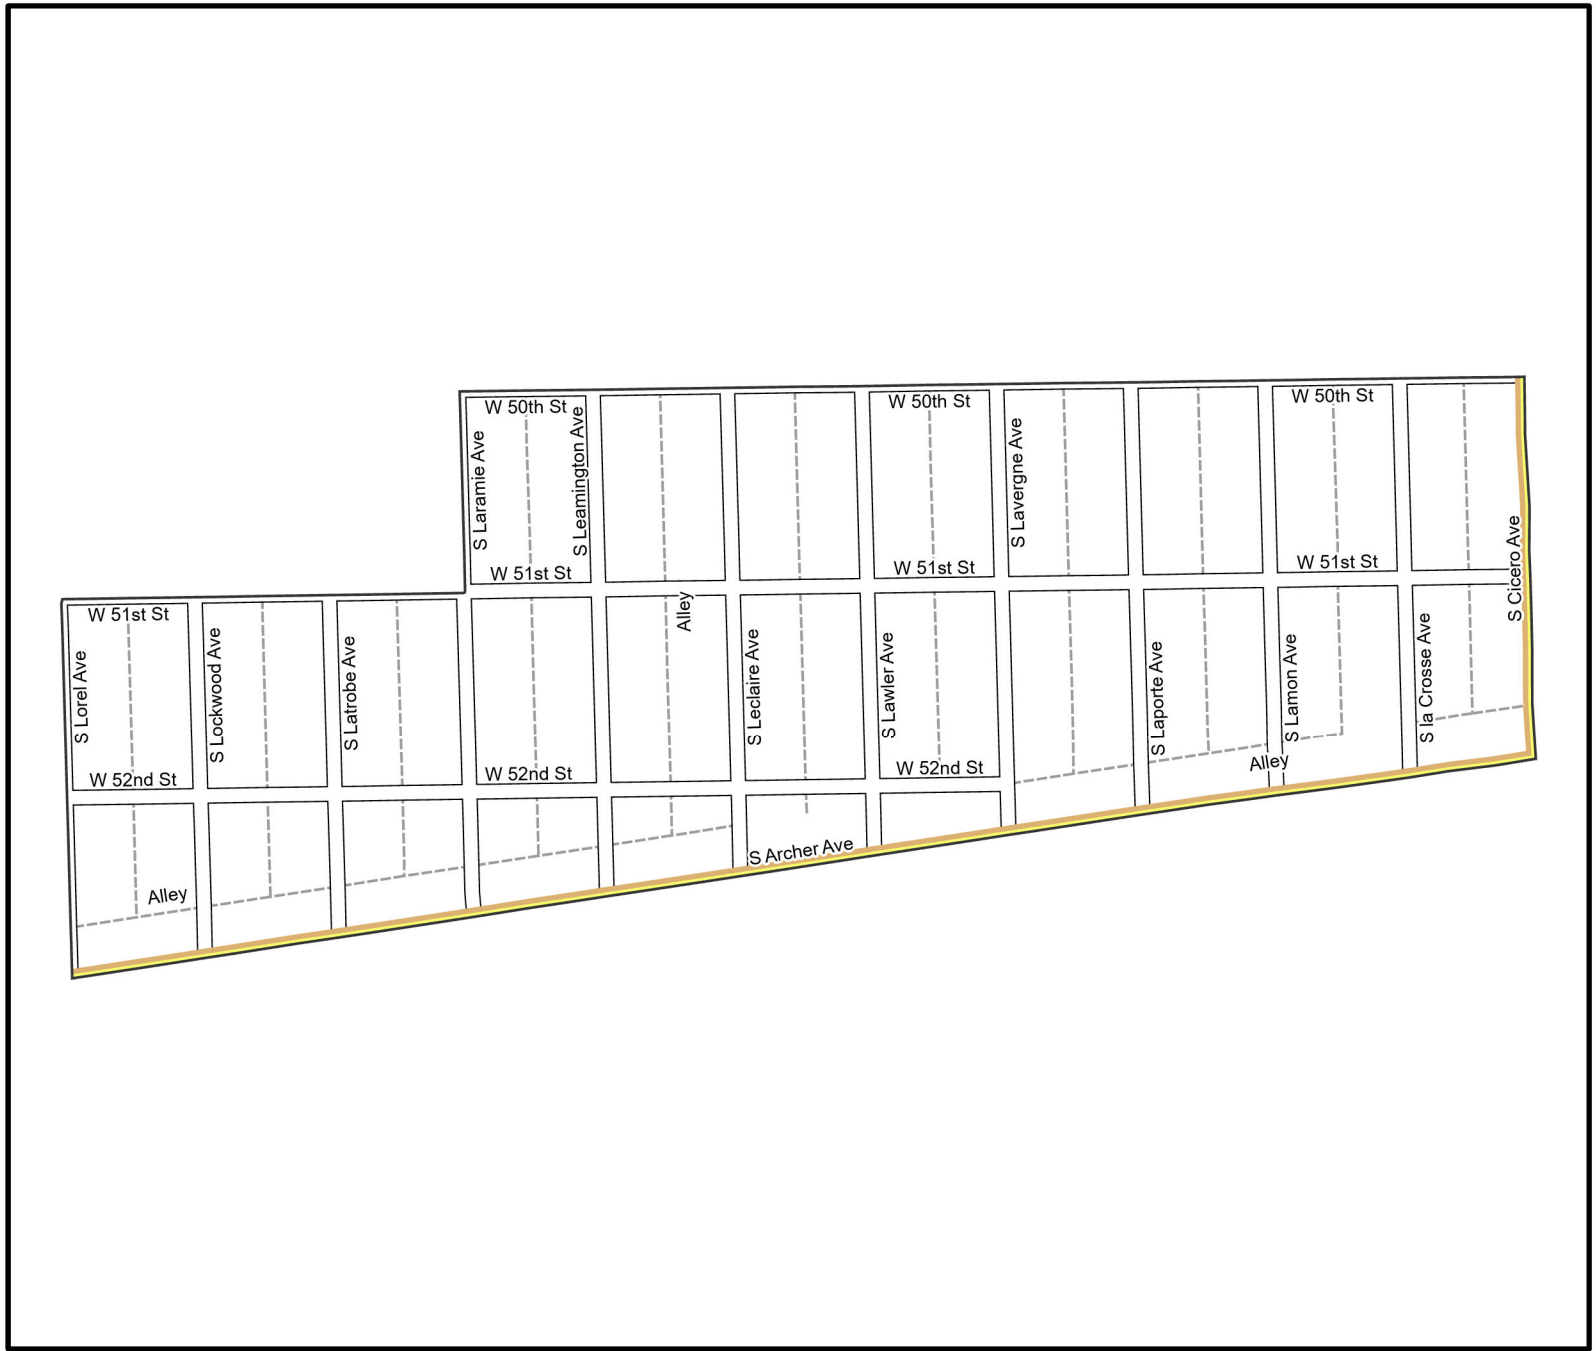 W 50th St
W 50th St
W 50th St
S Laramie Ave
S Leamington Ave
S Lavergne Ave
S Cicero Ave
W 51st St
W 51st St
W 51st St
W 51st St
Alley
S Lorel Ave
S Lockwood Ave
S Latrobe Ave
S Leclaire Ave
S Lawler Ave
S Laporte Ave
S Lamon Ave
S la Crosse Ave
W 52nd St
W 52nd St
W 52nd St
Alley
S Archer Ave
Alley